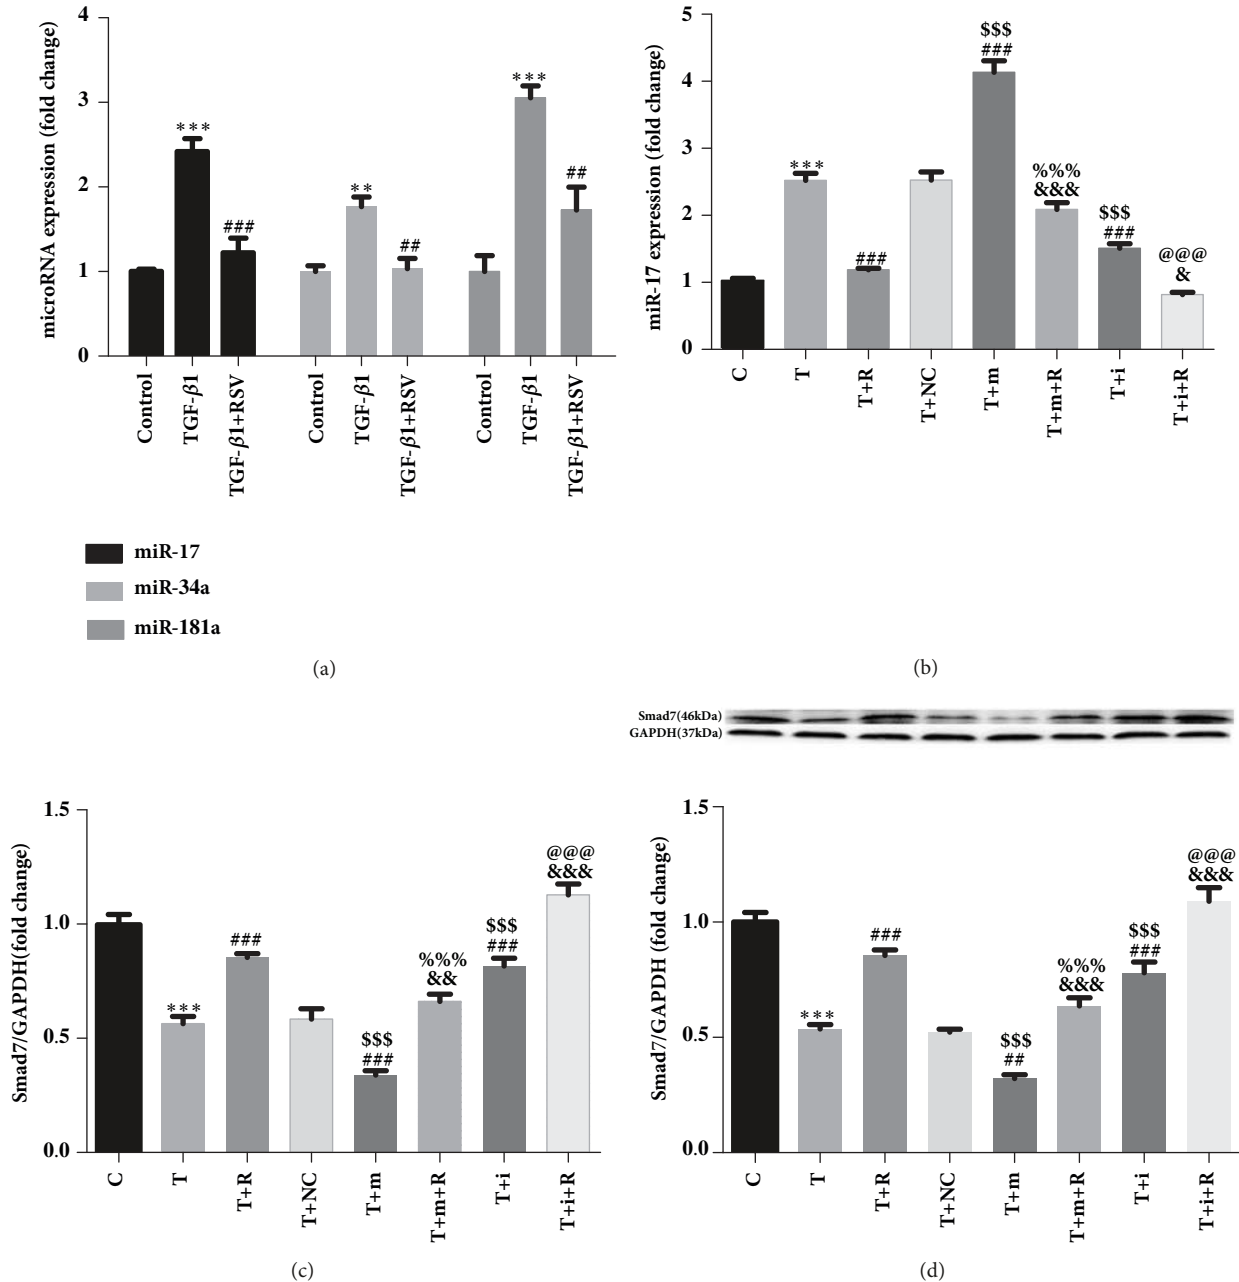 microRNA expression (fold change)
4
3
2
1
0
***
###
**
##
***
##
Control
TGF-β1
TGF-β1+RSV
Control
TGF-β1
TGF-β1+RSV
Control
TGF-β1
TGF-β1+RSV
miR-17
miR-34a
miR-181a
(a)
miR-17 expression (fold change)
5
4
3
2
1
0
***
###
$$$
###
%%%
&&&
$$$
###
@@@
&
C
T
T+R
T+NC
T+m
T+m+R
T+i
T+i+R
(b)
Smad7/GAPDH(fold change)
1.5
1.0
0.5
0.0
***
###
$$$
###
%%%
&&
$$$
###
@@@
&&&
C
T
T+R
T+NC
T+m
T+m+R
T+i
T+i+R
(c)
Smad7(46kDa)
GAPDH(37kDa)
Smad7/GAPDH (fold change)
1.5
1.0
0.5
0.0
***
###
$$$
##
%%%
&&&
$$$
###
@@@
&&&
C
T
T+R
T+NC
T+m
T+m+R
T+i
T+i+R
(d)